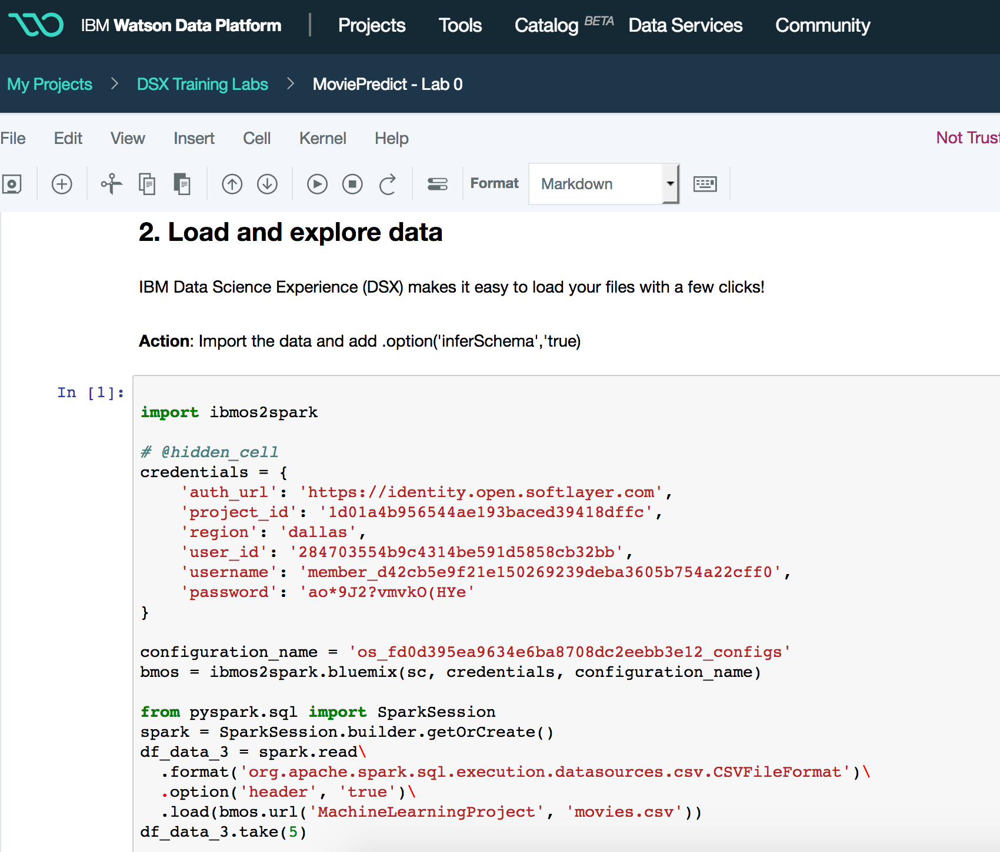 IBM Watson Data Platform | Projects Tools Catalog BETA Data Services Community
My Projects > DSX Training Labs > MoviePredict - Lab 0
File Edit View Insert Cell Kernel Help Not Trust
Format Markdown
2. Load and explore data
IBM Data Science Experience (DSX) makes it easy to load your files with a few clicks!
Action: Import the data and add .option('inferSchema','true)
In [1]:
import ibmos2spark
# @hidden_cell
credentials = {
    'auth_url': 'https://identity.open.softlayer.com',
    'project_id': '1d01a4b956544ae193baced39418dffc',
    'region': 'dallas',
    'user_id': '284703554b9c4314be591d5858cb32bb',
    'username': 'member_d42cb5e9f21e150269239deba3605b754a22cff0',
    'password': 'ao*9J2?vmvkO(HYe'
}
configuration_name = 'os_fd0d395ea9634e6ba8708dc2eebb3e12_configs'
bmos = ibmos2spark.bluemix(sc, credentials, configuration_name)
from pyspark.sql import SparkSession
spark = SparkSession.builder.getOrCreate()
df_data_3 = spark.read\
  .format('org.apache.spark.sql.execution.datasources.csv.CSVFileFormat')\
  .option('header', 'true')\
  .load(bmos.url('MachineLearningProject', 'movies.csv'))
df_data_3.take(5)